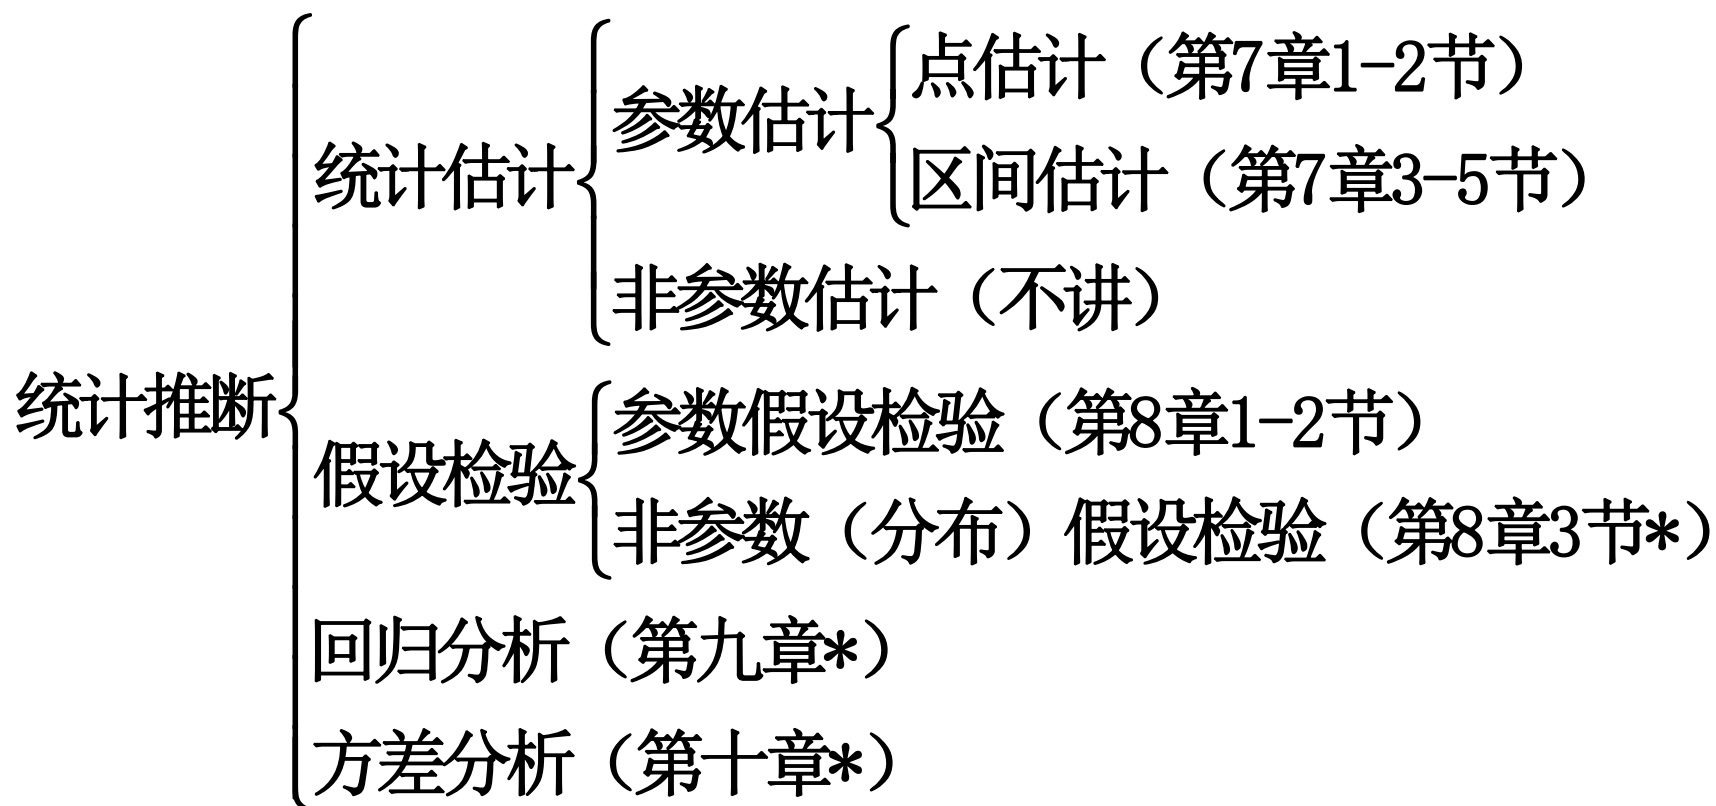 点估计（第7章1-2节）
参数估计
区间估计（第7章3-5节）
统计估计
非参数估计（不讲）
统计推断
参数假设检验（第8章1-2节）
假设检验
非参数（分布）假设检验（第8章3节*）
回归分析（第九章*）
方差分析（第十章*）